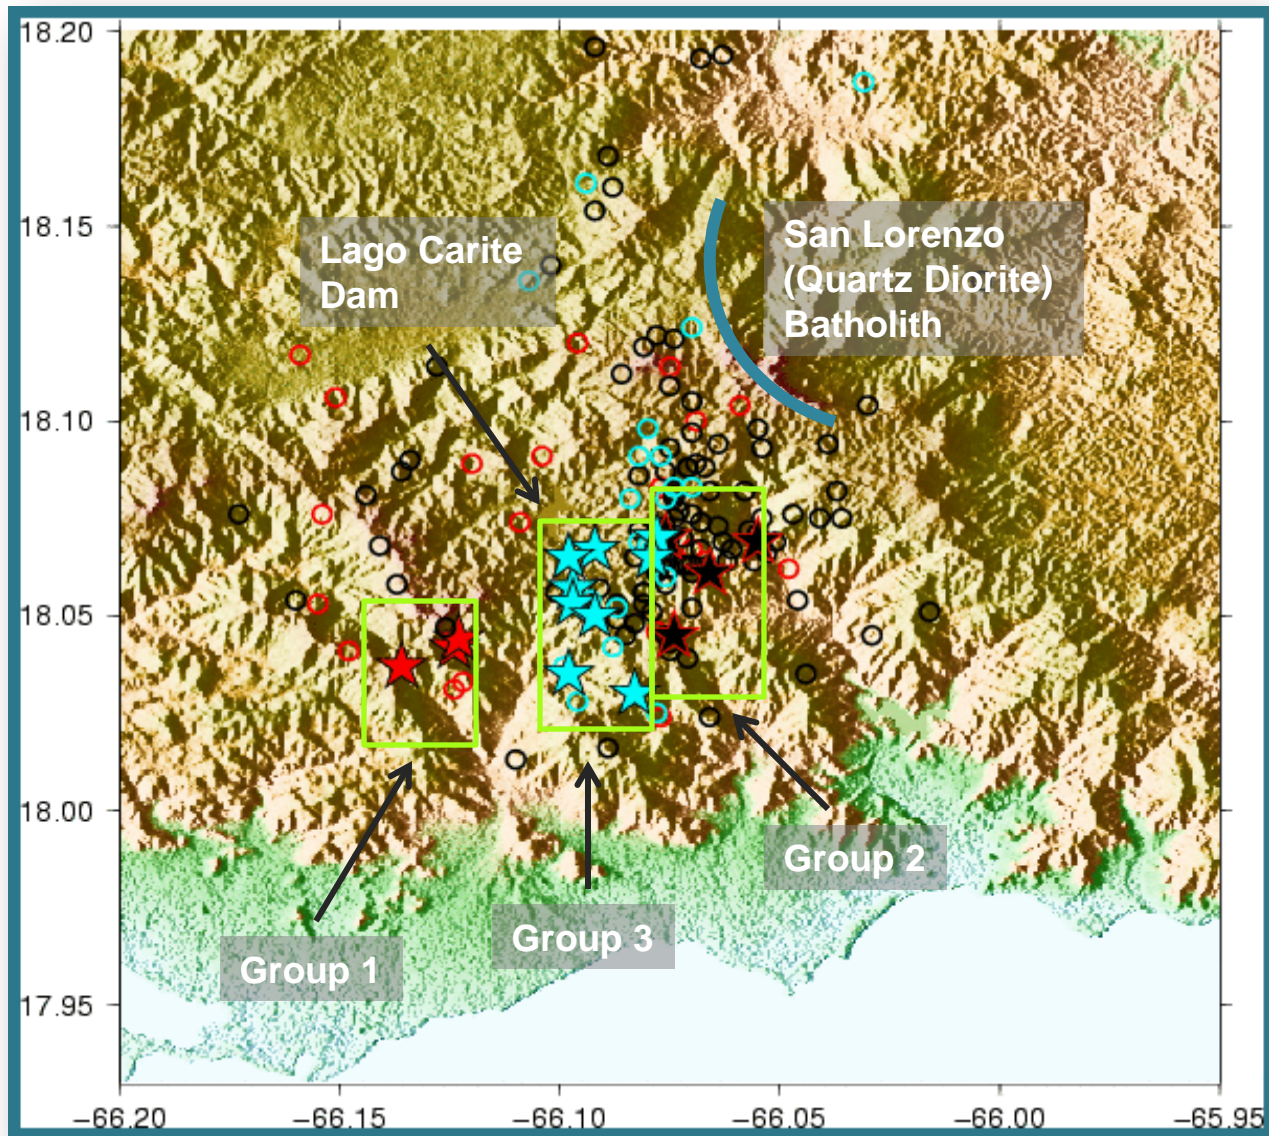 18.20
18.15
18.10
18.05
18.00
17.95
Lago Carite
Dam
San Lorenzo
(Quartz Diorite)
Batholith
Group 2
Group 3
Group 1
−66.20
−66.15
−66.10
−66.05
−66.00
−65.95